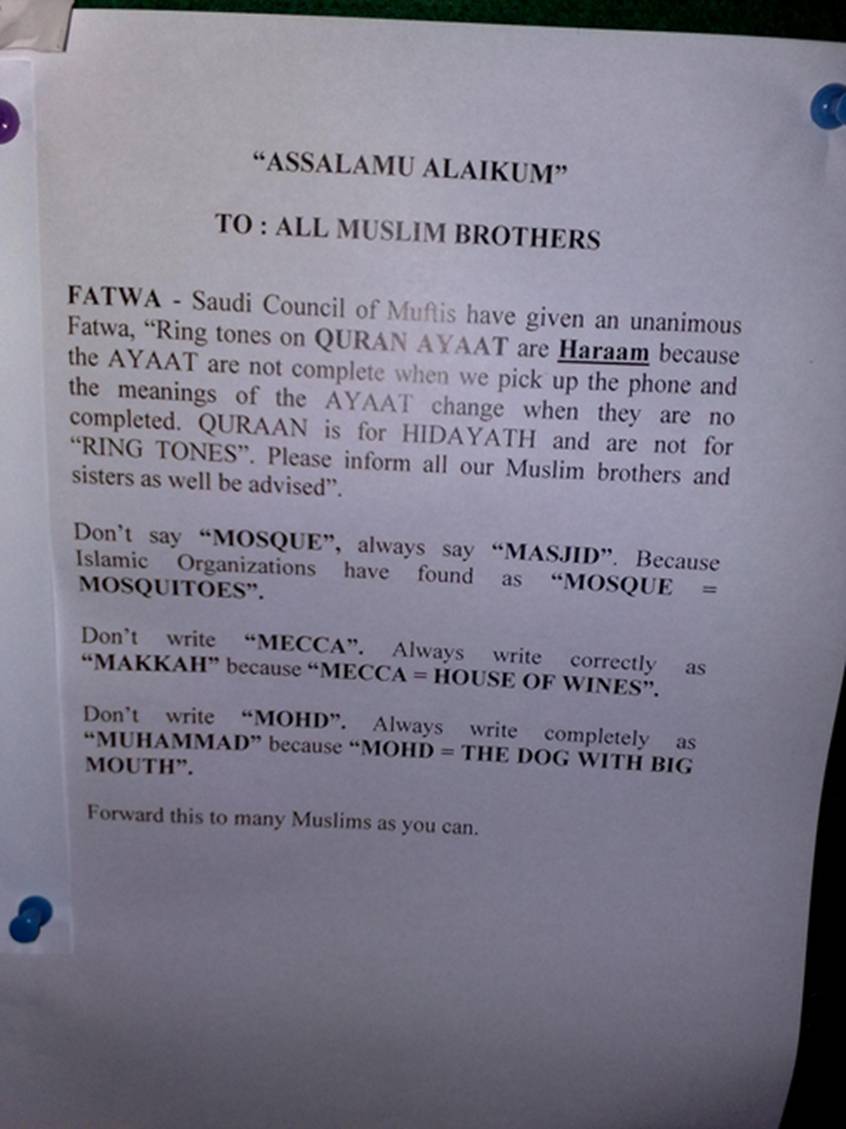 “ASSALAMU ALAIKUM”
TO : ALL MUSLIM BROTHERS
FATWA - Saudi Council of Muftis have given an unanimous
Fatwa, “Ring tones on QURAN AYAAT are Haraam because
the AYAAT are not complete when we pick up the phone and
the meanings of the AYAAT change when they are no
completed. QURAAN is for HIDAYATH and are not for
“RING TONES”. Please inform all our Muslim brothers and
sisters as well be advised”.
Don’t say “MOSQUE”, always say “MASJID”. Because
Islamic Organizations have found as “MOSQUE =
MOSQUITOES”.
Don’t write “MECCA”. Always write correctly as
“MAKKAH” because “MECCA = HOUSE OF WINES”.
Don’t write “MOHD”. Always write completely as
“MUHAMMAD” because “MOHD = THE DOG WITH BIG
MOUTH”.
Forward this to many Muslims as you can.